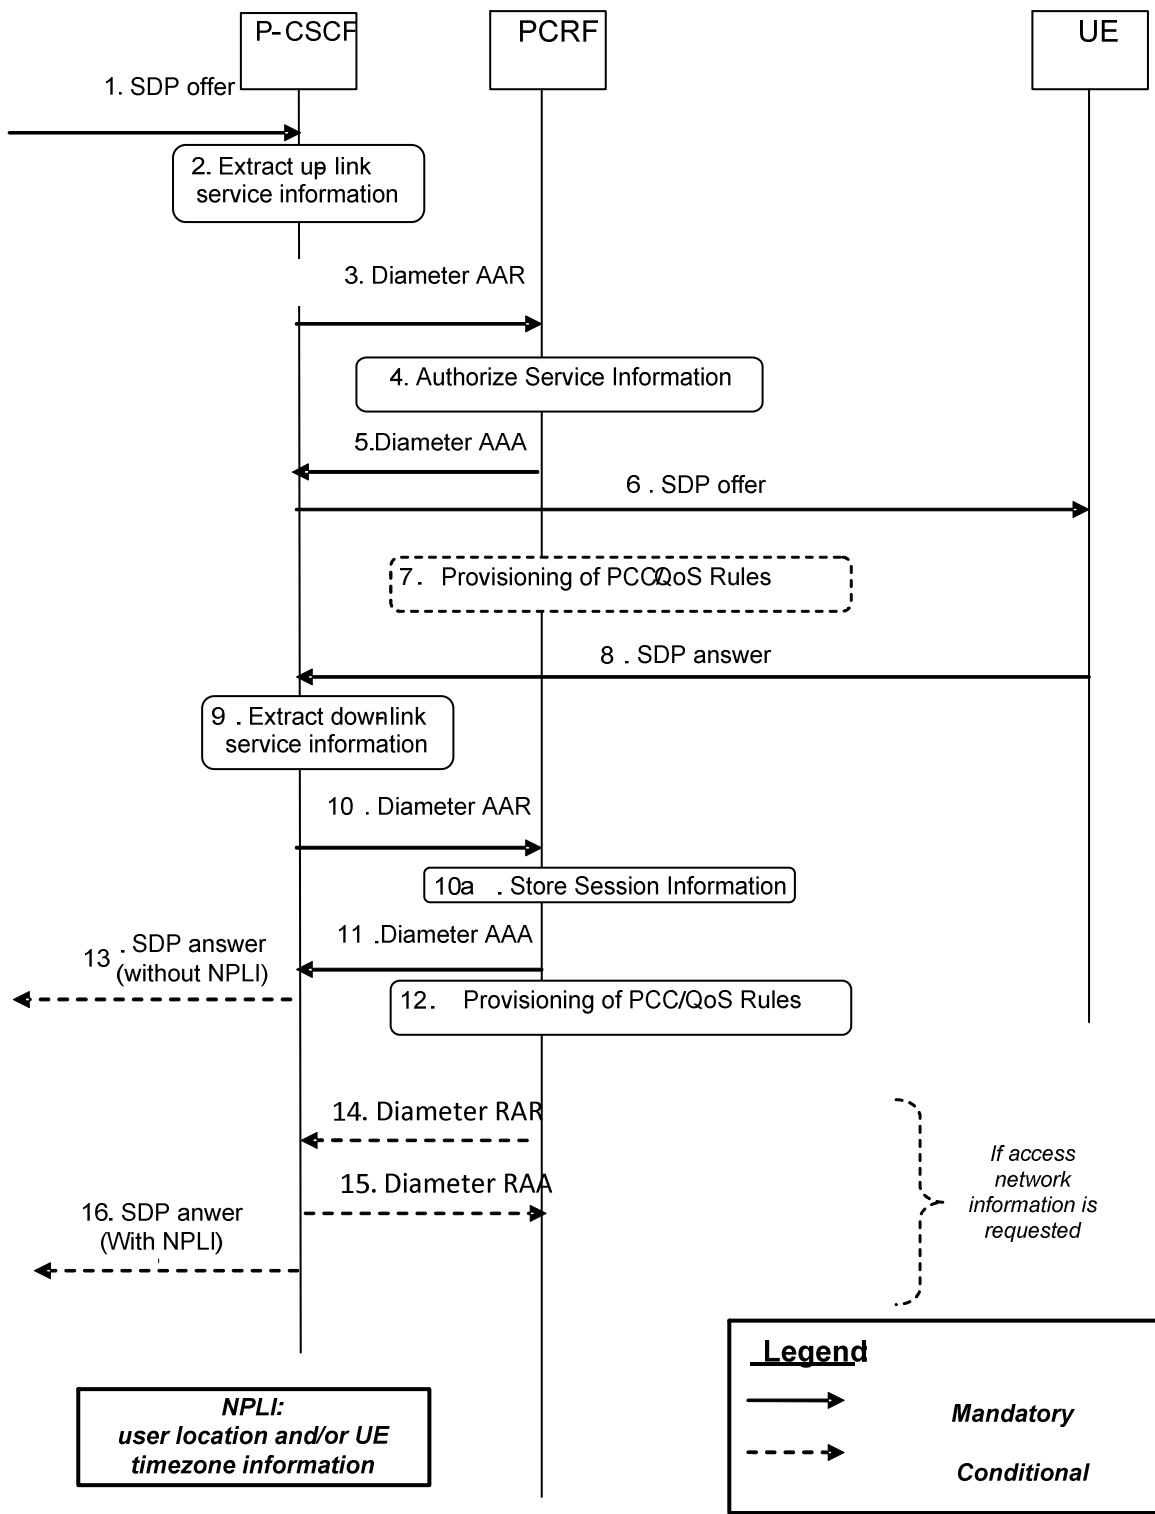 P-CSCF
PCRF
UE
1. SDP offer
2. Extract up link
service information
3. Diameter AAR
4. Authorize Service Information
5.Diameter AAA
6 . SDP offer
7. Provisioning of PCC/QoS Rules
8 . SDP answer
9 . Extract down-link
service information
10 . Diameter AAR
10a . Store Session Information
11 .Diameter AAA
13 . SDP answer
(without NPLI)
12. Provisioning of PCC/QoS Rules
14. Diameter RAR
15. Diameter RAA
16. SDP anwer
(With NPLI)
If access
network
information is
requested
Legend:
Mandatory
Conditional
NPLI:
user location and/or UE
timezone information